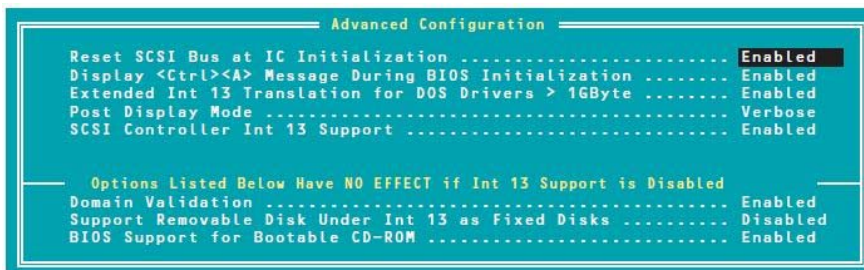 Advanced Configuration
Reset SCSI Bus at IC Initialization ......................... Enabled
Display <Ctrl><A> Message During BIOS Initialization ........ Enabled
Extended Int 13 Translation for DOS Drivers > 1GByte ........ Enabled
Post Display Mode ........................................... Verbose
SCSI Controller Int 13 Support .............................. Enabled
Options Listed Below Have NO EFFECT if Int 13 Support is Disabled
Domain Validation ........................................... Enabled
Support Removable Disk Under Int 13 as Fixed Disks .......... Disabled
BIOS Support for Bootable CD-ROM ............................ Enabled